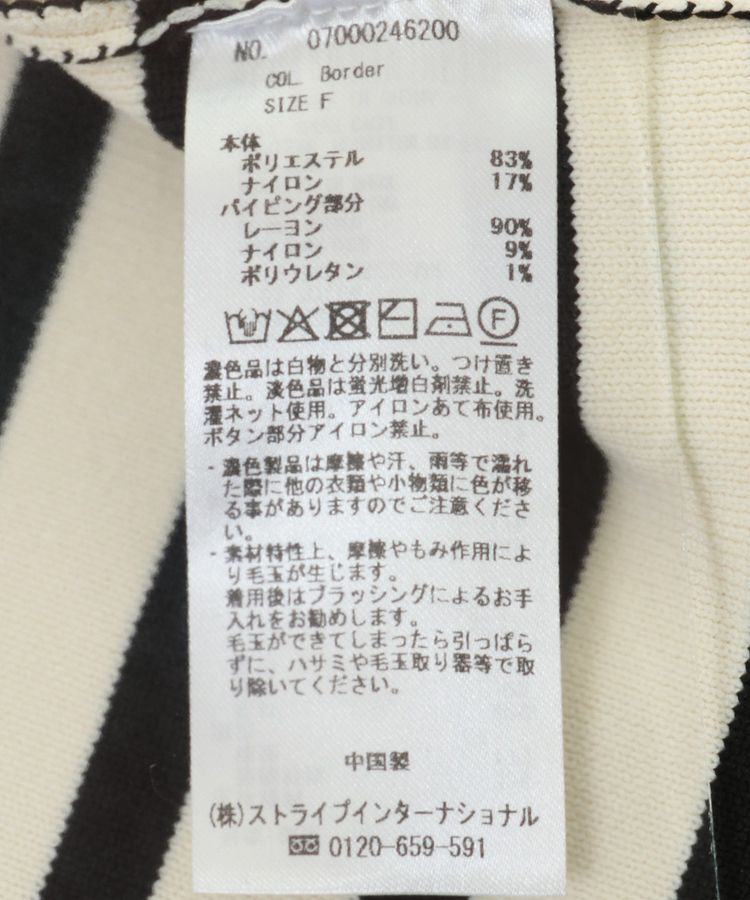 NO. 07000246200
COL. Border
SIZE F
本体
ポリエステル 83%
ナイロン 17%
パイピング部分
レーヨン 90%
ナイロン 9%
ポリウレタン 1%
F
濃色品は白物と分別洗い。つけ置き
禁止。淡色品は蛍光増白剤禁止。洗
濯ネット使用。アイロンあて布使用。
ボタン部分アイロン禁止。
・濃色製品は摩擦や汗、雨等で濡れ
た際に他の衣類や小物類に色が移
る事がありますのでご注意くださ
い。
・素材特性上、摩擦やもみ作用によ
り毛玉が生じます。
着用後はブラッシングによるお手
入れをお勧めします。
毛玉ができてしまったら引っぱら
ずに、ハサミや毛玉取り器等で取
り除いてください。
中国製
(株)ストライプインターナショナル
0120-659-591